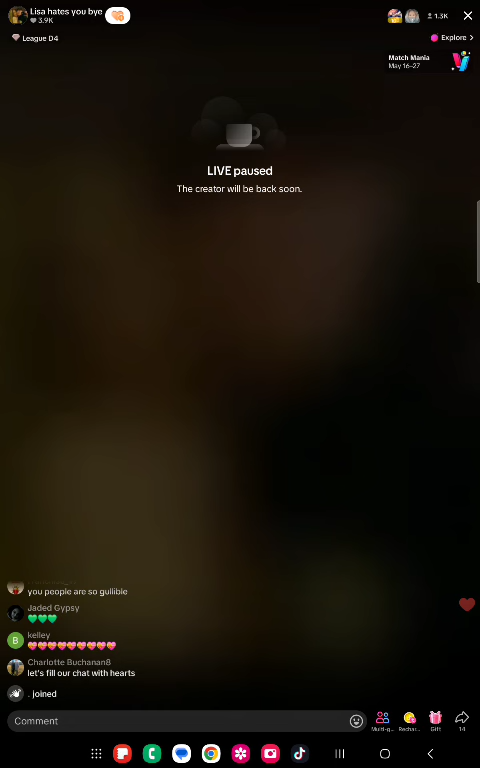 Lisa hates you bye
3.9K
1.3K
League D4
Explore >
Match Mania
May 16-27
LIVE paused
The creator will be back soon.
you people are so gullible
Jaded Gypsy
💚💚💚
B
kelley
💝💝💝💝💝💝💝💝💝
Charlotte Buchanan8
let's fill our chat with hearts
. joined
Comment
Multi-g...
Rechar...
Gift
14